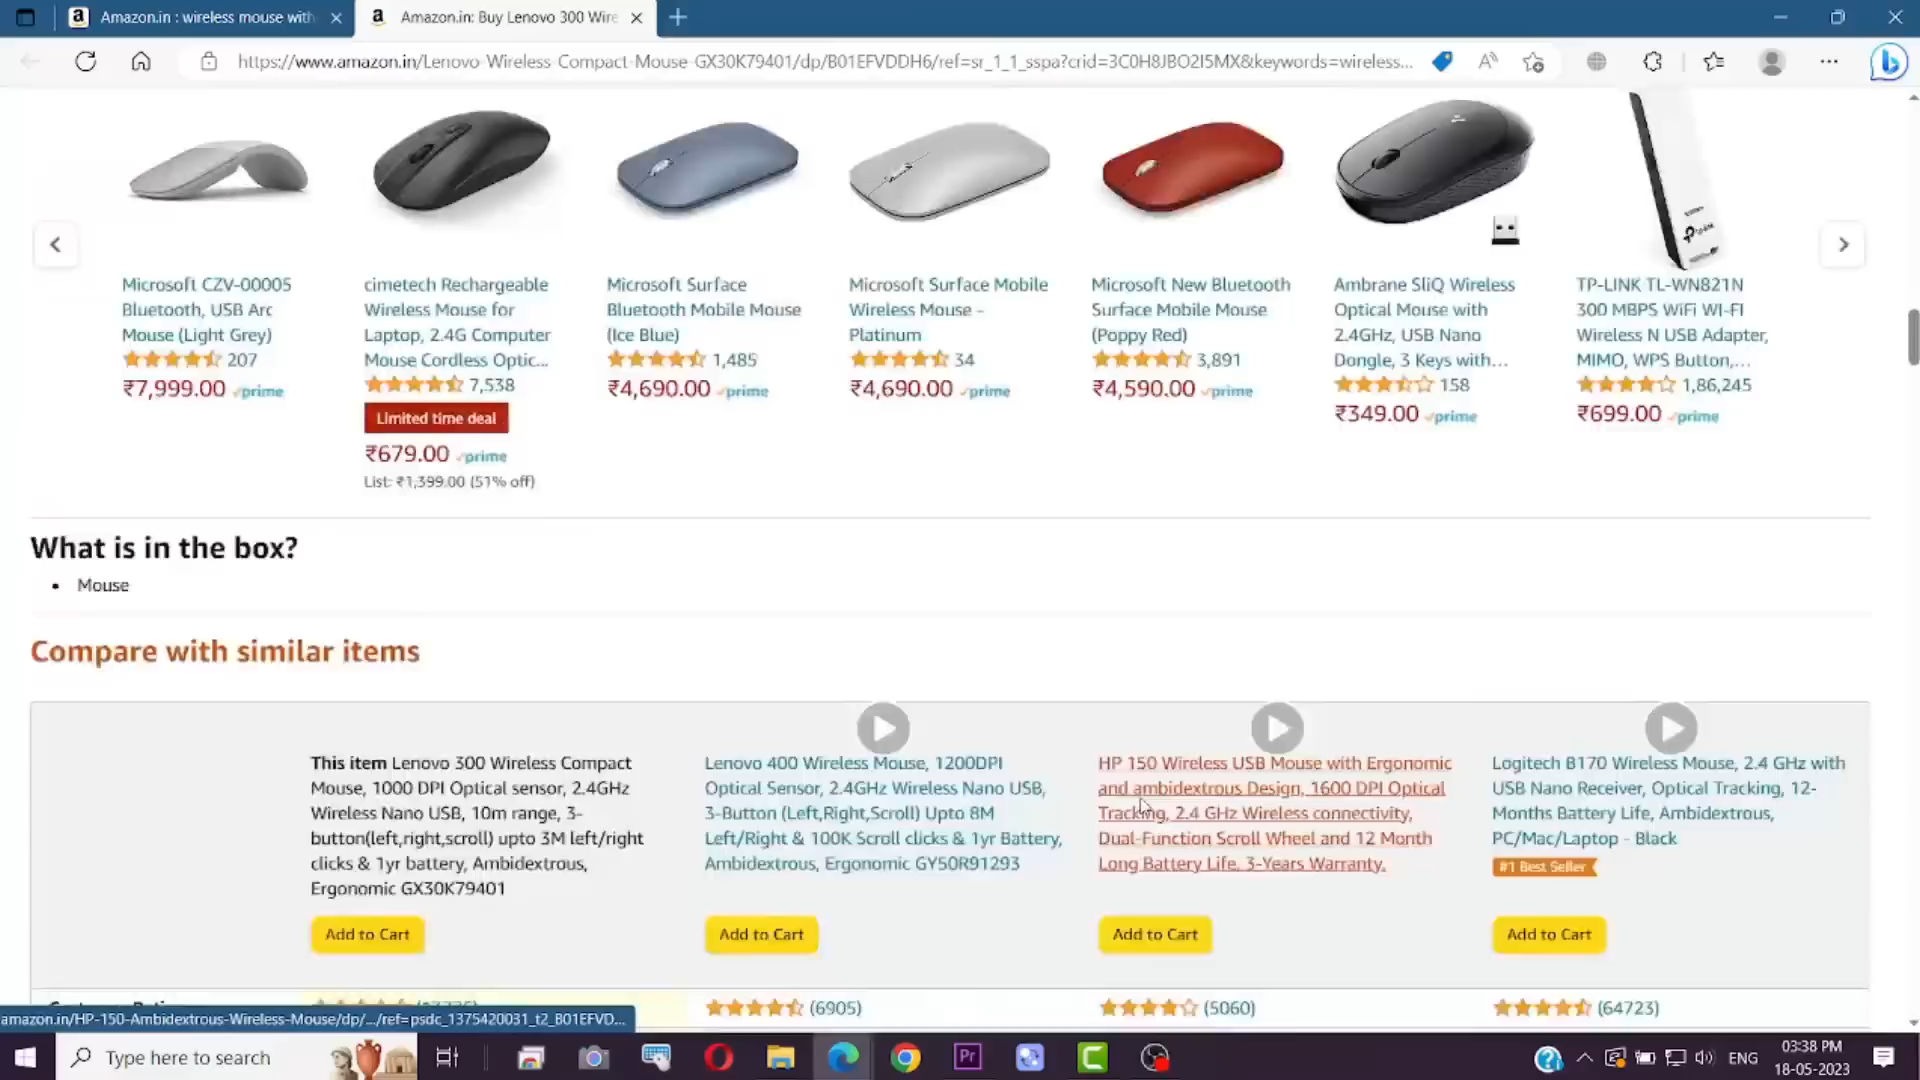 Amazon.in : wireless mouse with
Amazon.in: Buy Lenovo 300 Wire
https://www.amazon.in/Lenovo-Wireless-Compact-Mouse-GX30K79401/dp/B01EFVDDH6/ref=sr_1_1_sspa?crid=3C0H8JBO2I5MX&keywords=wireless...
Microsoft CZV-00005
Bluetooth, USB Arc
Mouse (Light Grey)
207
₹7,999.00 prime
cimetech Rechargeable
Wireless Mouse for
Laptop, 2.4G Computer
Mouse Cordless Optic...
7,538
Limited time deal
₹679.00 prime
List: ₹1,399.00 (51% off)
Microsoft Surface
Bluetooth Mobile Mouse
(Ice Blue)
1,485
₹4,690.00 prime
Microsoft Surface Mobile
Wireless Mouse -
Platinum
34
₹4,690.00 prime
Microsoft New Bluetooth
Surface Mobile Mouse
(Poppy Red)
3,891
₹4,590.00 prime
Ambrane SliQ Wireless
Optical Mouse with
2.4GHz, USB Nano
Dongle, 3 Keys with...
158
₹349.00 prime
TP-LINK TL-WN821N
300 MBPS WiFi WI-FI
Wireless N USB Adapter,
MIMO, WPS Button,...
1,86,245
₹699.00 prime
What is in the box?
• Mouse
Compare with similar items
This item Lenovo 300 Wireless Compact
Mouse, 1000 DPI Optical sensor, 2.4GHz
Wireless Nano USB, 10m range, 3-
button(left,right,scroll) upto 3M left/right
clicks & 1yr battery, Ambidextrous,
Ergonomic GX30K79401
Add to Cart
Lenovo 400 Wireless Mouse, 1200DPI
Optical Sensor, 2.4GHz Wireless Nano USB,
3-Button (Left,Right,Scroll) Upto 8M
Left/Right & 100K Scroll clicks & 1yr Battery,
Ambidextrous, Ergonomic GY50R91293
Add to Cart
HP 150 Wireless USB Mouse with Ergonomic
and ambidextrous Design, 1600 DPI Optical
Tracking, 2.4 GHz Wireless connectivity,
Dual-Function Scroll Wheel and 12 Month
Long Battery Life. 3-Years Warranty.
Add to Cart
Logitech B170 Wireless Mouse, 2.4 GHz with
USB Nano Receiver, Optical Tracking, 12-
Months Battery Life, Ambidextrous,
PC/Mac/Laptop - Black
#1 Best Seller
Add to Cart
(6905)
(5060)
(64723)
amazon.in/HP-150-Ambidextrous-Wireless-Mouse/dp/.../ref=psdc_1375420031_t2_B01EFVD...
Type here to search
Pr
ENG
03:38 PM
18-05-2023